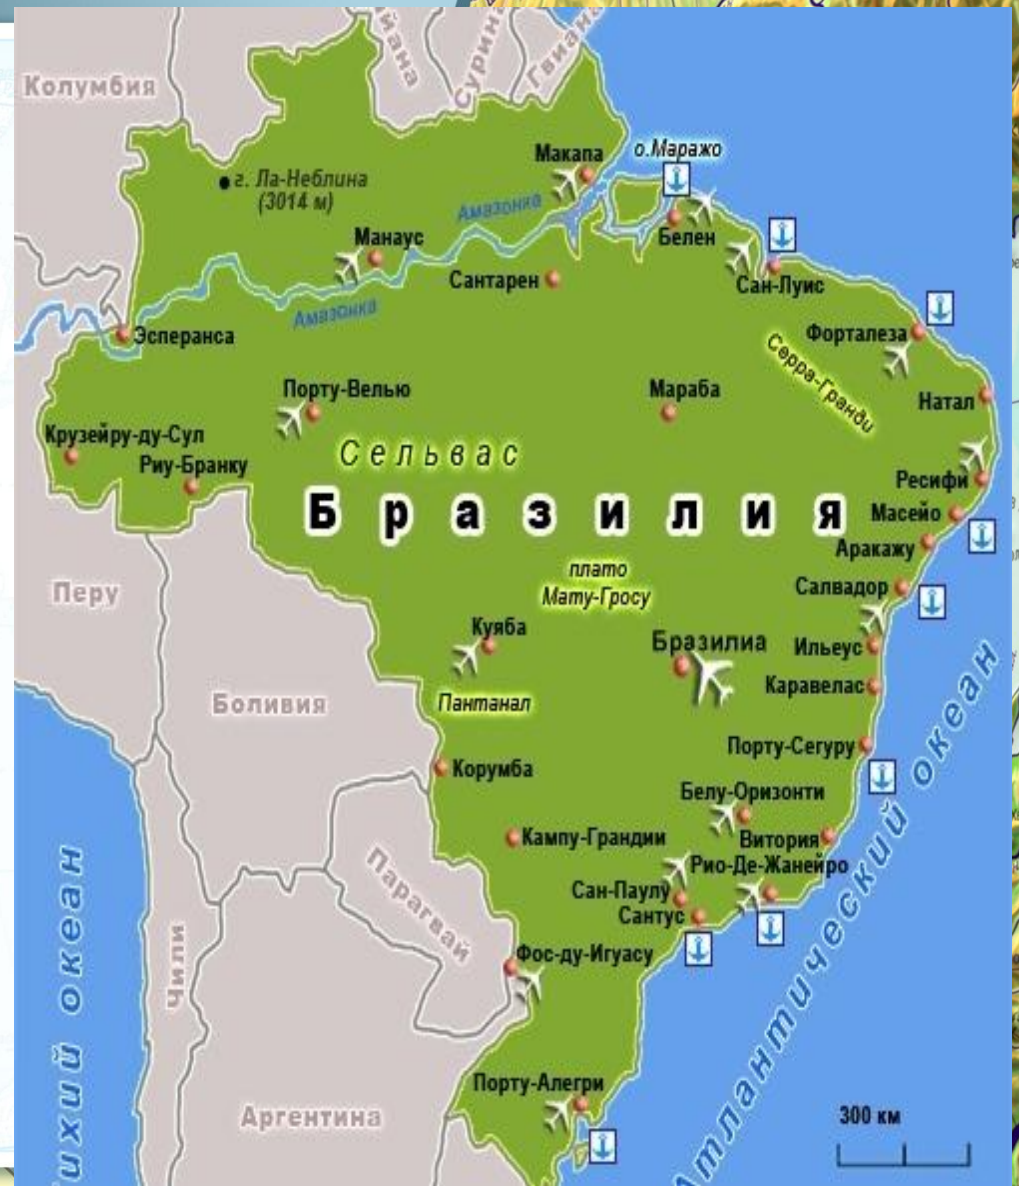 Колумбия
Гвиана
о.Маражо
Макапа
г. Ла-Неблина
(3014 м)
Амазонка
Манаус
Белен
Сантарен
Сан-Луис
Амазонка
Эсперанса
Форталеза
Серра-Гранди
Порту-Велью
Мараба
Натал
Крузейру-ду-Сул
Сельвас
Риу-Бранку
Ресифи
Бразилия
Масейо
Аракажу
плато
Мату-Гросу
Перу
Салвадор
Куяба
Бразилиа
Ильеус
Каравелас
Боливия
Пантанал
Порту-Сегуру
Корумба
Белу-Оризонти
Кампу-Грандии
Витория
Рио-Де-Жанейро
Парагвай
Сан-Паулу
Сантус
Чили
Фос-ду-Игуасу
океан
Атлантический океан
Порту-Алегри
Аргентина
300 км